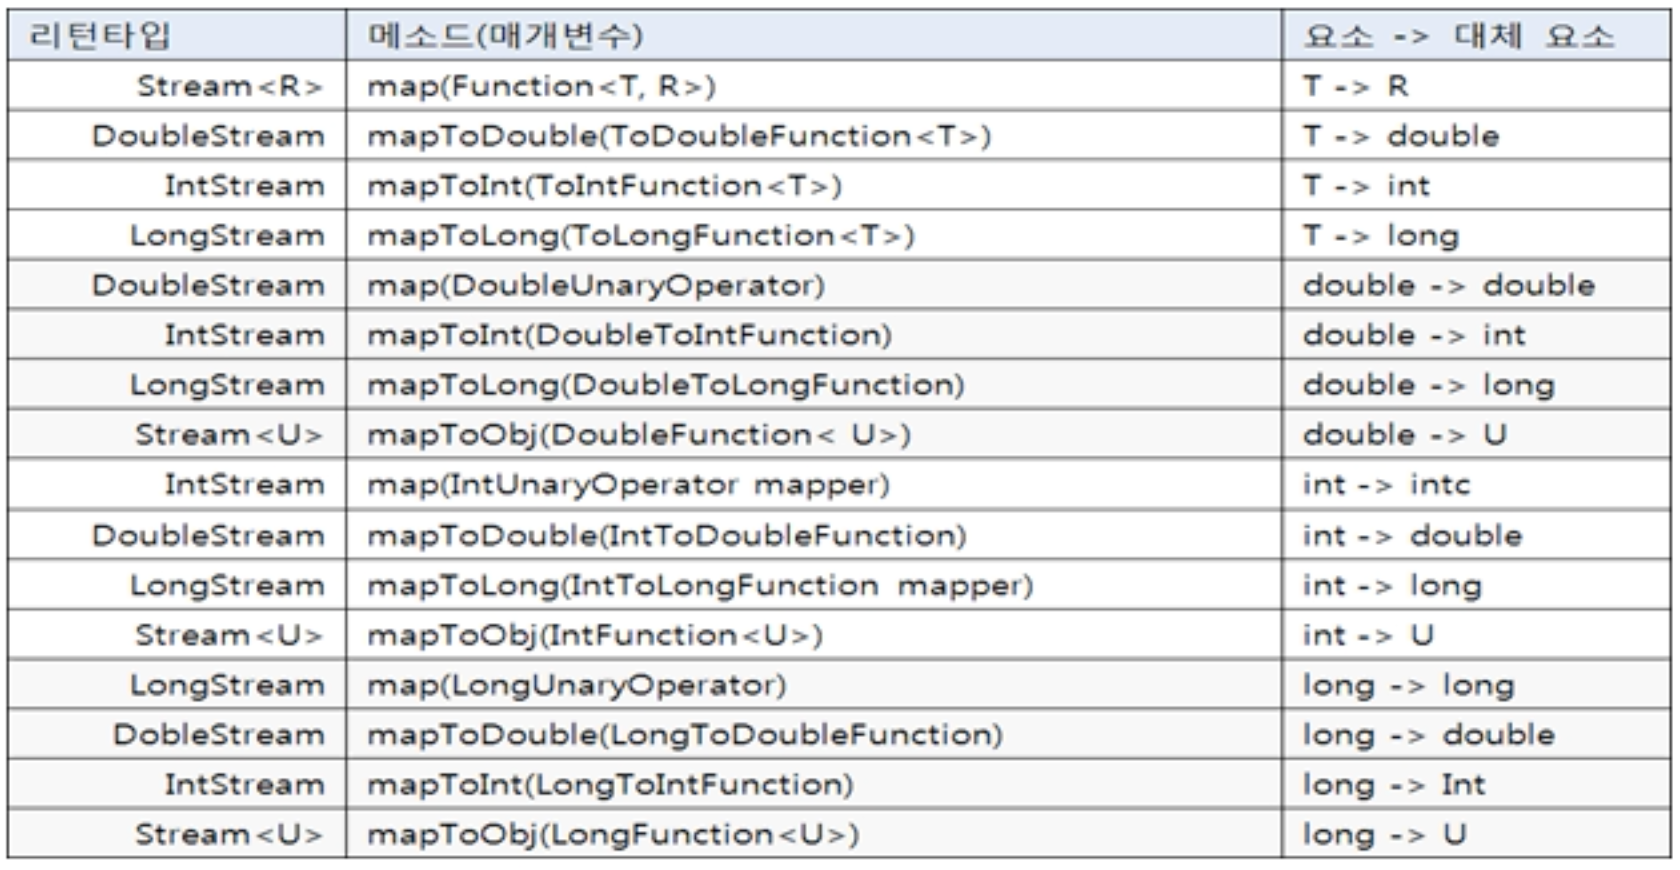 리턴타입 메소드(매개변수) 요소 -> 대체 요소
Stream<R> map(Function<T, R>) T -> R
DoubleStream mapToDouble(ToDoubleFunction<T>) T -> double
IntStream mapToInt(ToIntFunction<T>) T -> int
LongStream mapToLong(ToLongFunction<T>) T -> long
DoubleStream map(DoubleUnaryOperator) double -> double
IntStream mapToInt(DoubleToIntFunction) double -> int
LongStream mapToLong(DoubleToLongFunction) double -> long
Stream<U> mapToObj(DoubleFunction< U>) double -> U
IntStream map(IntUnaryOperator mapper) int -> intc
DoubleStream mapToDouble(IntToDoubleFunction) int -> double
LongStream mapToLong(IntToLongFunction mapper) int -> long
Stream<U> mapToObj(IntFunction<U>) int -> U
LongStream map(LongUnaryOperator) long -> long
DobleStream mapToDouble(LongToDoubleFunction) long -> double
IntStream mapToInt(LongToIntFunction) long -> Int
Stream<U> mapToObj(LongFunction<U>) long -> U